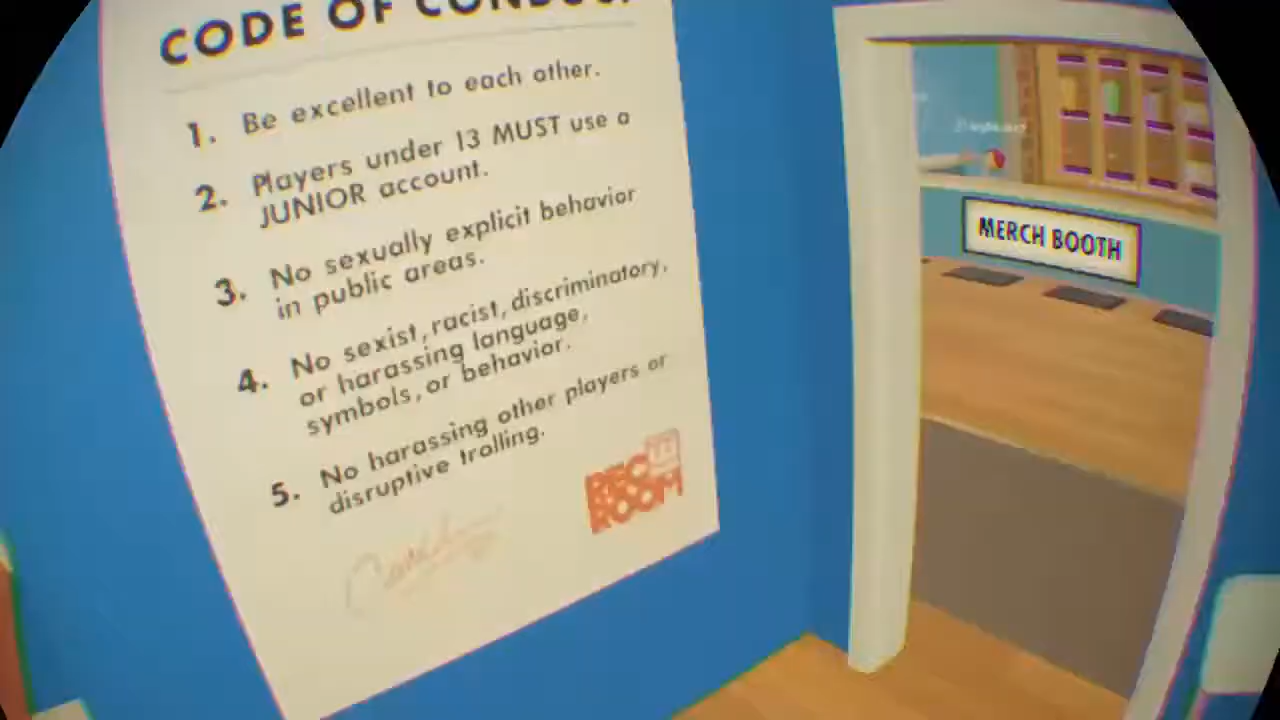 CODE OF CONDUCT
1. Be excellent to each other.
2. Players under 13 MUST use a
JUNIOR account.
3. No sexually explicit behavior
in public areas.
4. No sexist, racist, discriminatory,
or harassing language,
symbols, or behavior.
5. No harassing other players or
disruptive trolling.
REC
ROOM
MERCH BOOTH